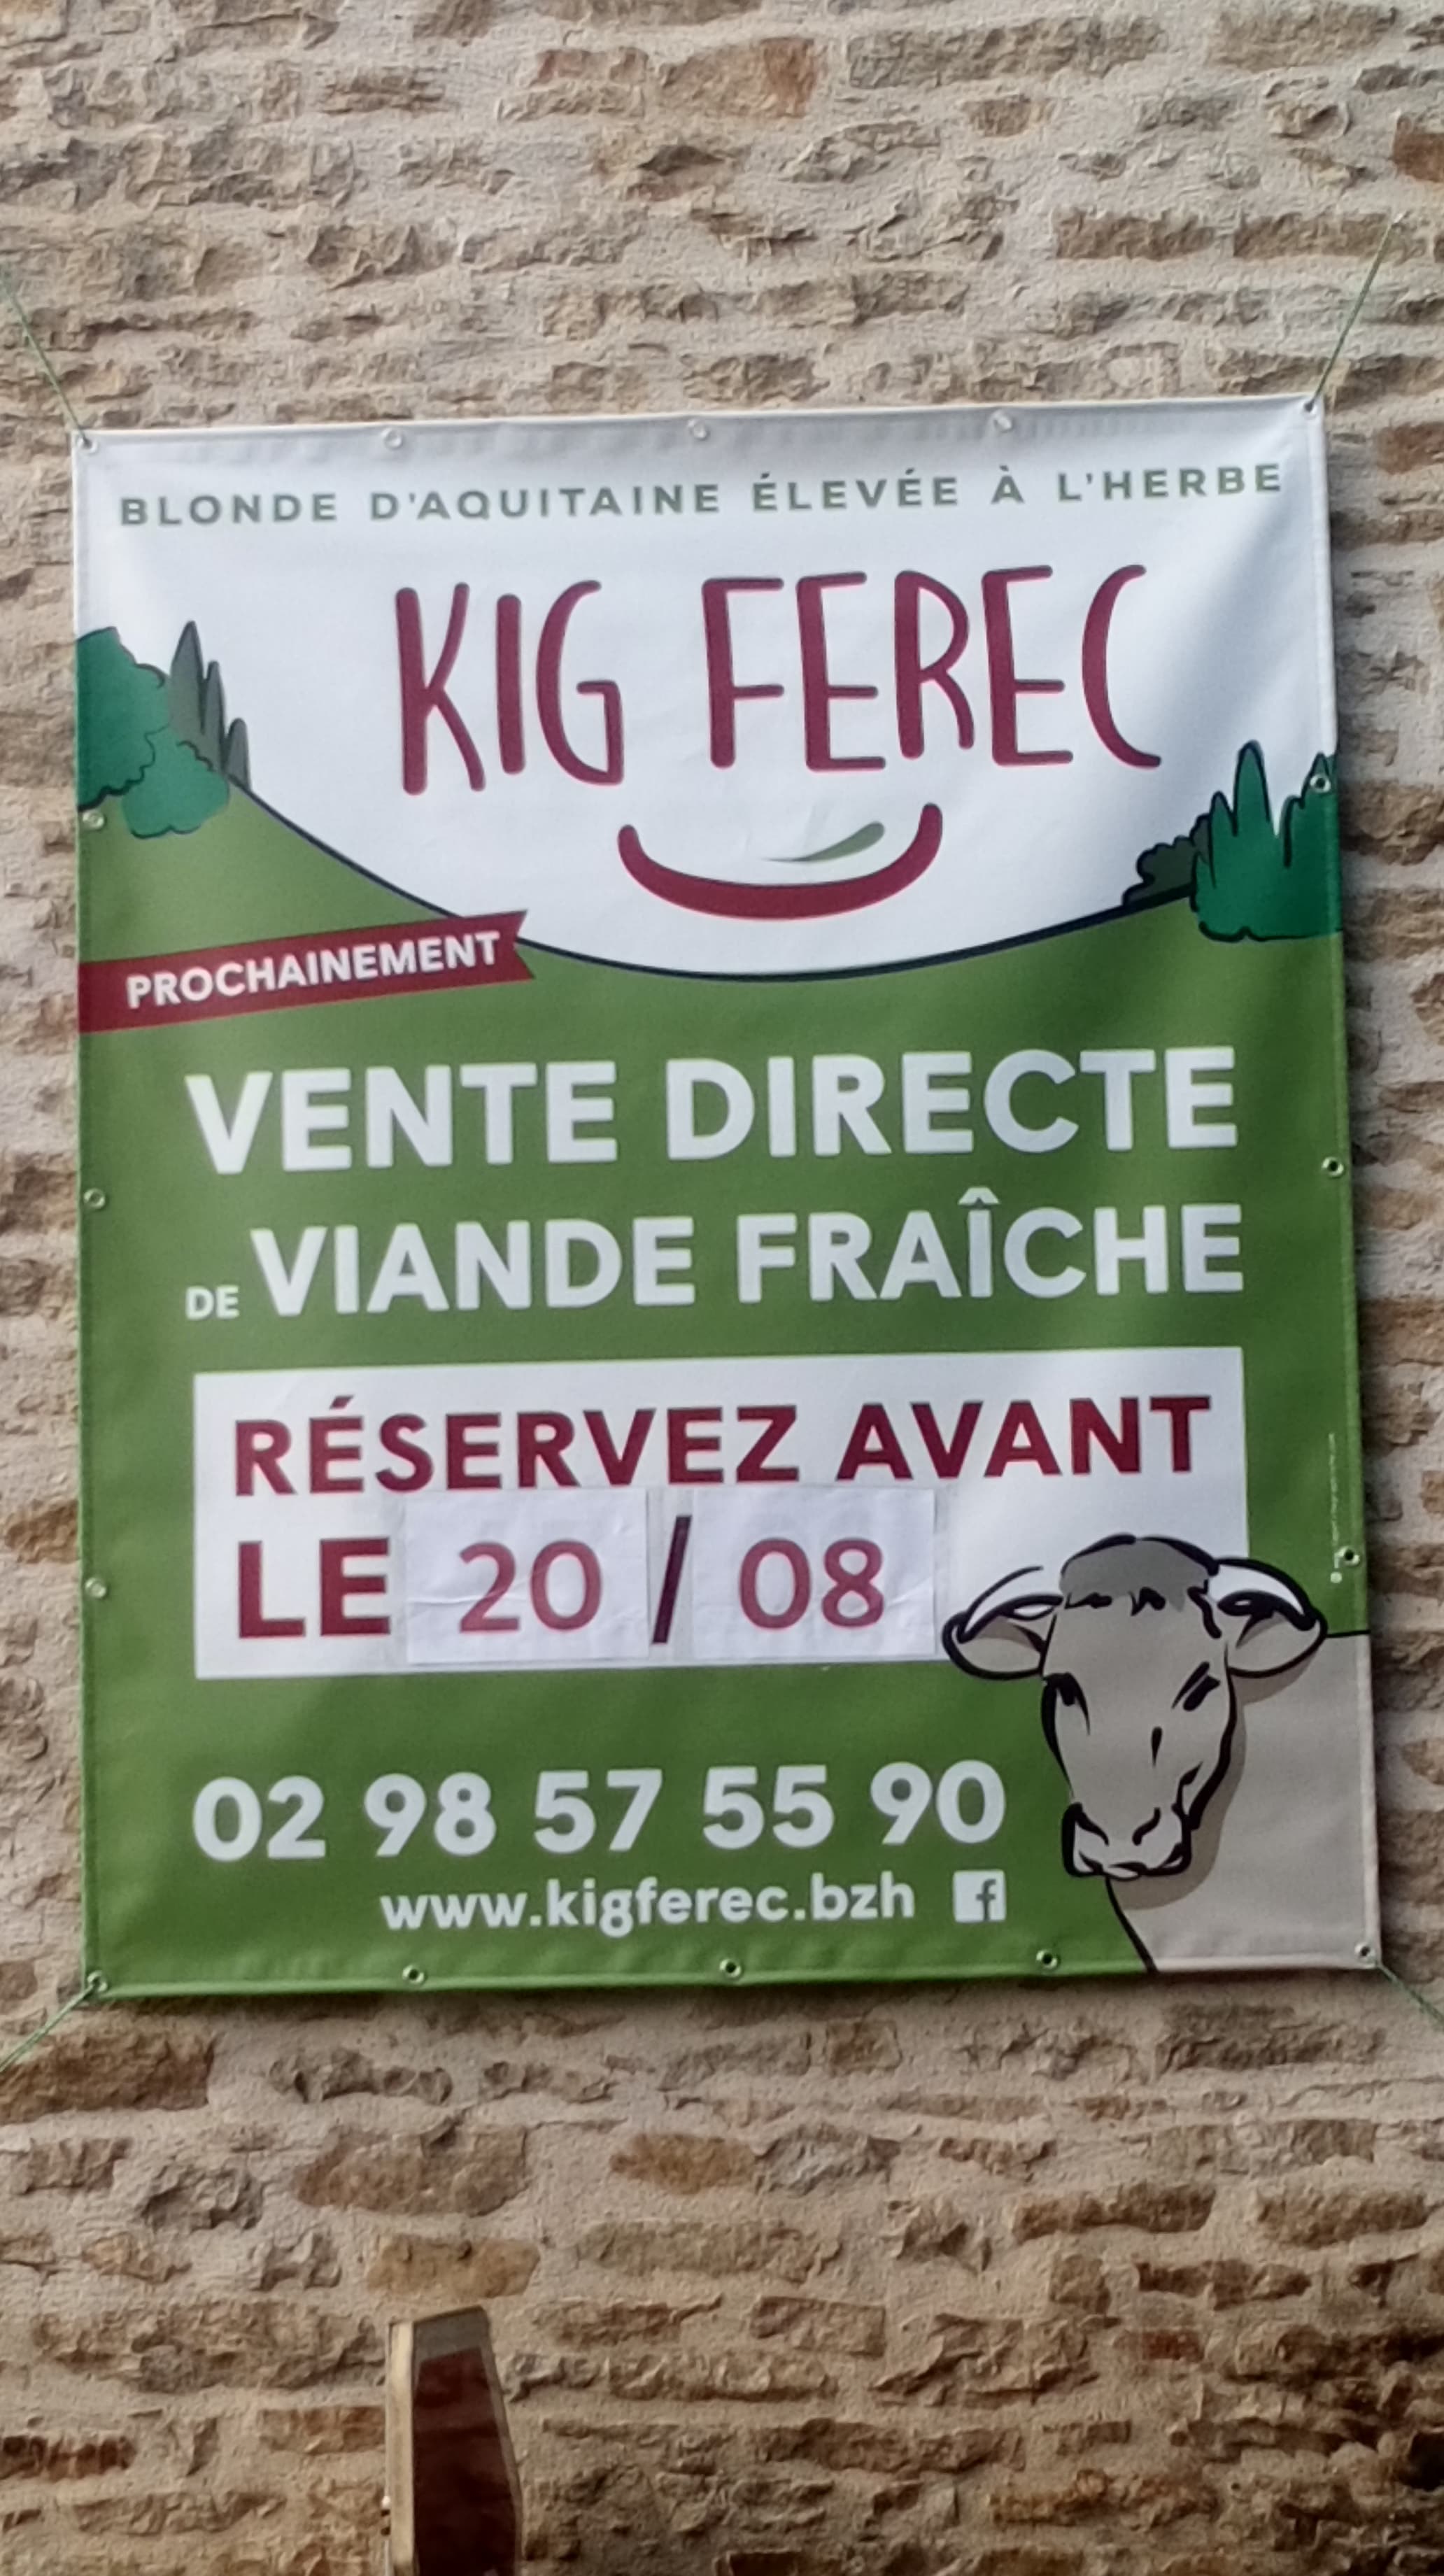 BLONDE D'AQUITAINE ÉLEVÉE À L'HERBE
KIG FEREC
PROCHAINEMENT
VENTE DIRECTE
DE VIANDE FRAÎCHE
RÉSERVEZ AVANT
LE 20 / 08
02 98 57 55 90
www.kigferec.bzh f